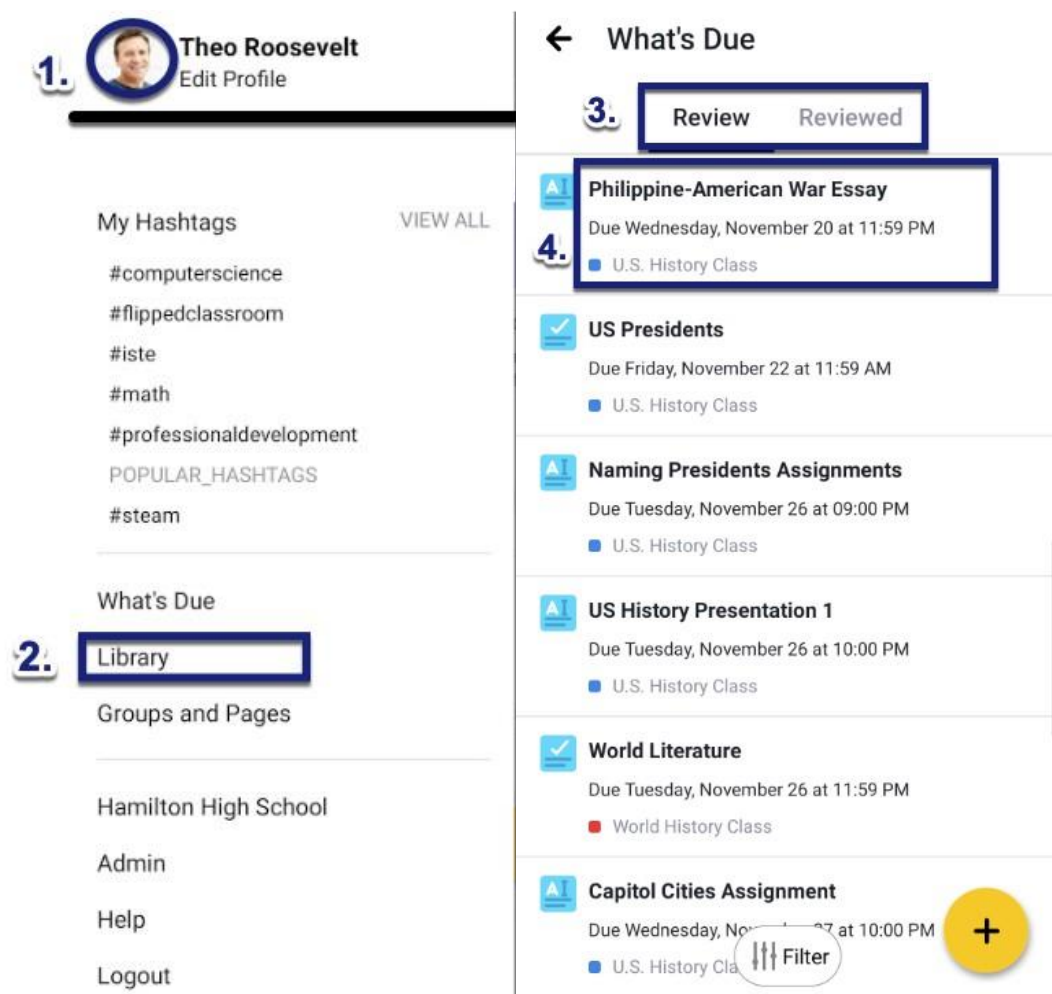 1.
Theo Roosevelt
Edit Profile
My Hashtags VIEW ALL
#computerscience
#flippedclassroom
#iste
#math
#professionaldevelopment
POPULAR_HASHTAGS
#steam
What's Due
2. Library
Groups and Pages
Hamilton High School
Admin
Help
Logout
What's Due
3. Review Reviewed
AI Philippine-American War Essay
Due Wednesday, November 20 at 11:59 PM
4. U.S. History Class
US Presidents
Due Friday, November 22 at 11:59 AM
U.S. History Class
AI Naming Presidents Assignments
Due Tuesday, November 26 at 09:00 PM
U.S. History Class
AI US History Presentation 1
Due Tuesday, November 26 at 10:00 PM
U.S. History Class
World Literature
Due Tuesday, November 26 at 11:59 PM
World History Class
AI Capitol Cities Assignment
Due Wednesday, at 10:00 PM
U.S. History
Filter
+